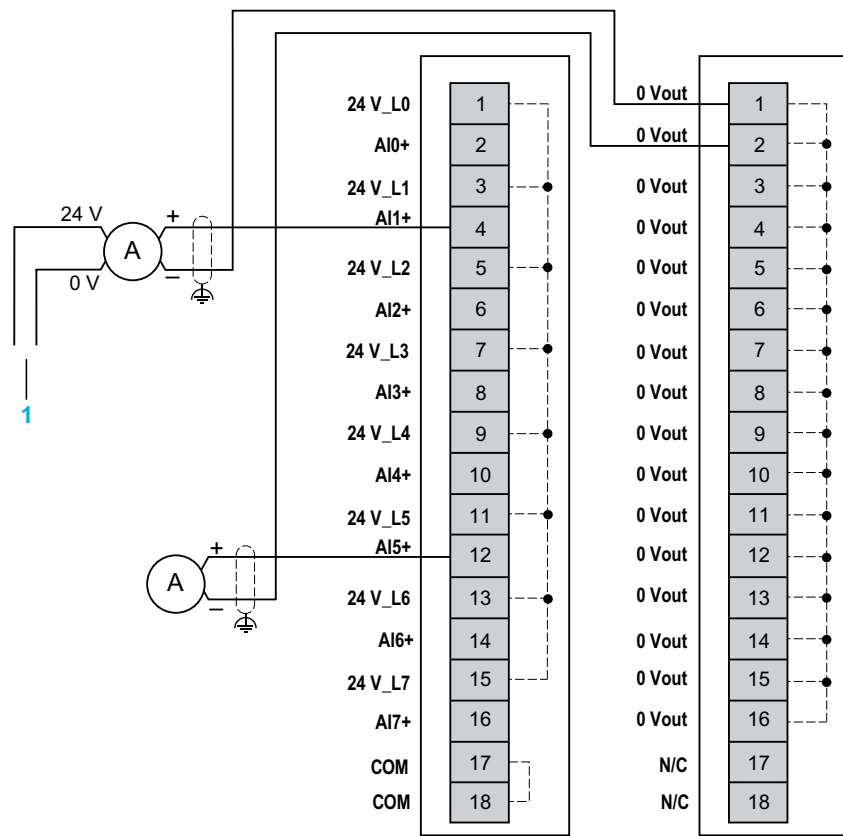 24 V_L0 1 0 Vout 1
AI0+ 2 0 Vout 2
24 V_L1 3 0 Vout 3
24 V + AI1+ 4 0 Vout 4
A
0 V − 24 V_L2 5 0 Vout 5
AI2+ 6 0 Vout 6
24 V_L3 7 0 Vout 7
AI3+ 8 0 Vout 8
1
24 V_L4 9 0 Vout 9
AI4+ 10 0 Vout 10
24 V_L5 11 0 Vout 11
+ AI5+ 12 0 Vout 12
A
− 24 V_L6 13 0 Vout 13
AI6+ 14 0 Vout 14
24 V_L7 15 0 Vout 15
AI7+ 16 0 Vout 16
COM 17 N/C 17
COM 18 N/C 18